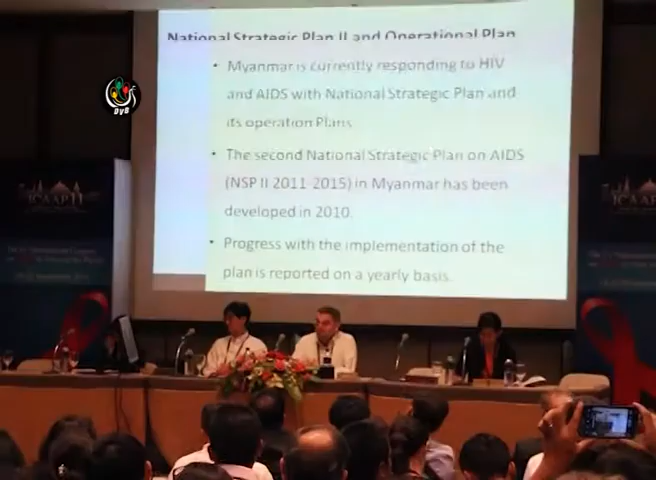 National Strategic Plan II and Operational Plan
• Myanmar is currently responding to HIV
and AIDS with National Strategic Plan and
its operation Plans.
• The second National Strategic Plan on AIDS
(NSP II 2011-2015) in Myanmar has been
developed in 2010.
• Progress with the implementation of the
plan is reported on a yearly basis.
DVB
ICAAP11